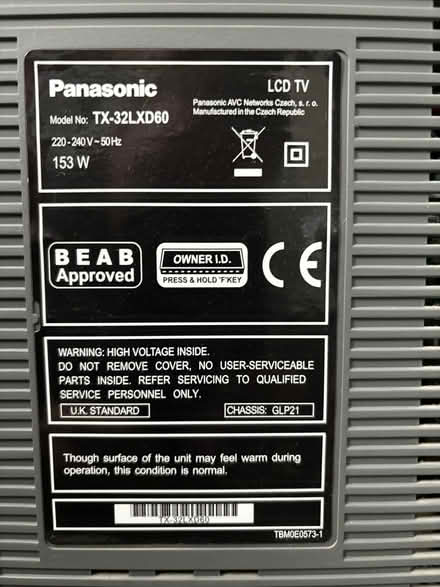 Panasonic
LCD TV
Panasonic AVC Networks Czech, s. r. o.
Manufactured in the Czech Republic
Model No: TX-32LXD60
220-240V~50Hz
153 W
BEAB
Approved
OWNER I.D.
PRESS & HOLD 'F'KEY
CE
WARNING: HIGH VOLTAGE INSIDE.
DO NOT REMOVE COVER, NO USER-SERVICEABLE
PARTS INSIDE. REFER SERVICING TO QUALIFIED
SERVICE PERSONNEL ONLY.
U.K. STANDARD
CHASSIS: GLP21
Though surface of the unit may feel warm during
operation, this condition is normal.
TX-32LXD60
TBM0E0573-1